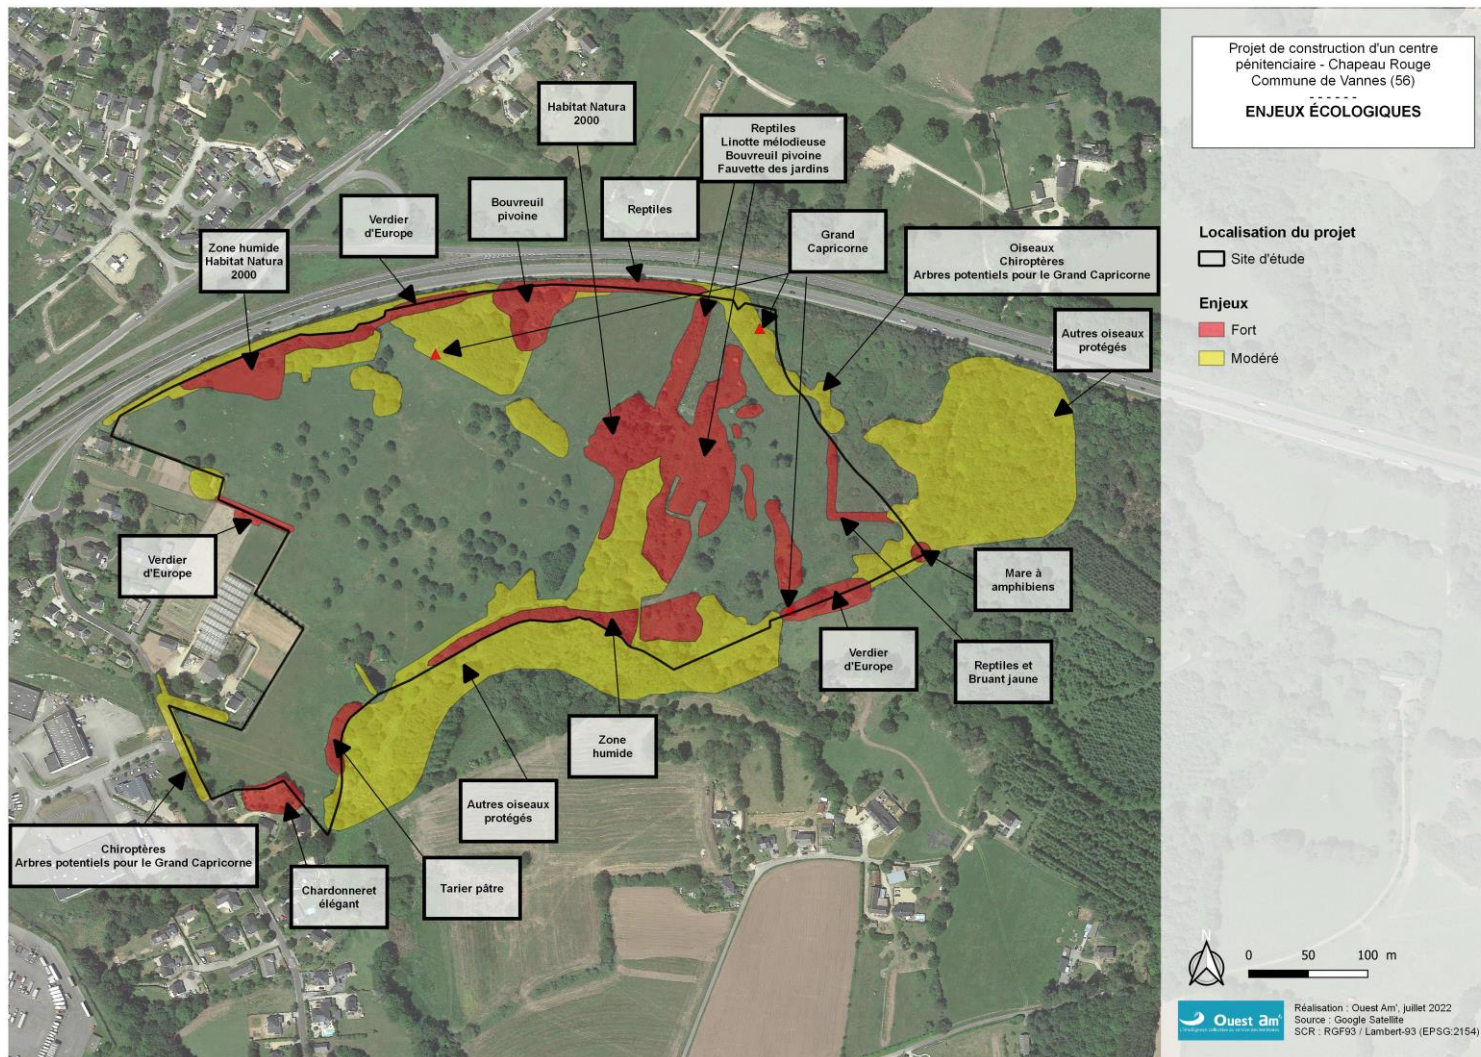 Projet de construction d'un centre
pénitenciaire - Chapeau Rouge
Commune de Vannes (56)
------
ENJEUX ÉCOLOGIQUES
Habitat Natura
2000
Reptiles
Linotte mélodieuse
Bouvreuil pivoine
Fauvette des jardins
Verdier
d'Europe
Bouvreuil
pivoine
Reptiles
Grand
Capricorne
Zone humide
Habitat Natura
2000
Oiseaux
Chiroptères
Arbres potentiels pour le Grand Capricorne
Autres oiseaux
protégés
Localisation du projet
Site d'étude
Enjeux
Fort
Modéré
Verdier
d'Europe
Mare à
amphibiens
Verdier
d'Europe
Reptiles et
Bruant jaune
Zone
humide
Autres oiseaux
protégés
Chiroptères
Arbres potentiels pour le Grand Capricorne
Chardonneret
élégant
Tarier pâtre
N
0 50 100 m
Ouest am'
Réalisation : Ouest Am', juillet 2022
Source : Google Satellite
SCR : RGF93 / Lambert-93 (EPSG:2154)